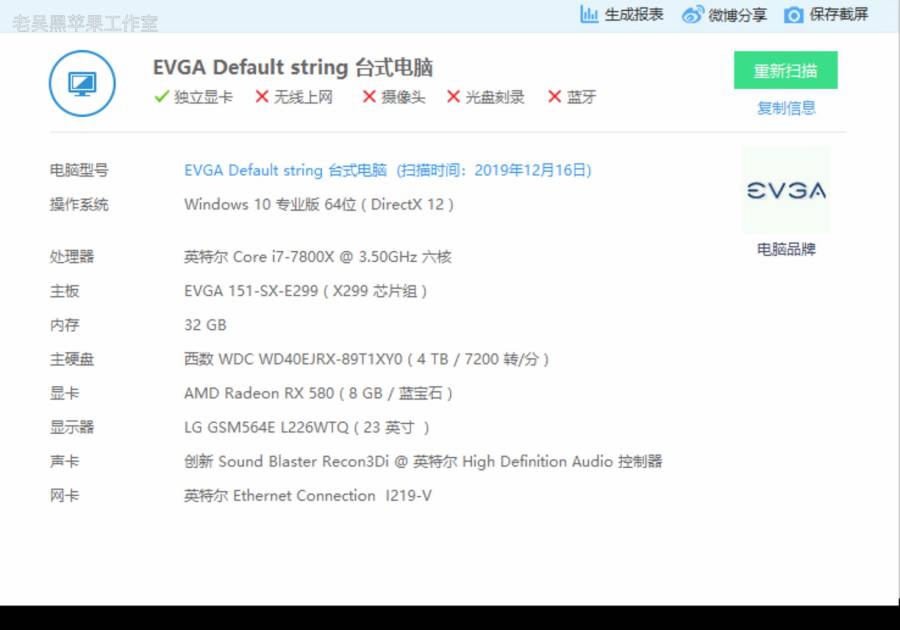 老吴黑苹果工作室
生成报表 微博分享 保存截屏
EVGA Default string 台式电脑
重新扫描
独立显卡 无线上网 摄像头 光盘刻录 蓝牙
复制信息
电脑型号 EVGA Default string 台式电脑 (扫描时间：2019年12月16日)
EVGA
操作系统 Windows 10 专业版 64位 ( DirectX 12 )
电脑品牌
处理器 英特尔 Core i7-7800X @ 3.50GHz 六核
主板 EVGA 151-SX-E299 ( X299 芯片组 )
内存 32 GB
主硬盘 西数 WDC WD40EJRX-89T1XY0 ( 4 TB / 7200 转/分 )
显卡 AMD Radeon RX 580 ( 8 GB / 蓝宝石 )
显示器 LG GSM564E L226WTQ ( 23 英寸 )
声卡 创新 Sound Blaster Recon3Di @ 英特尔 High Definition Audio 控制器
网卡 英特尔 Ethernet Connection I219-V